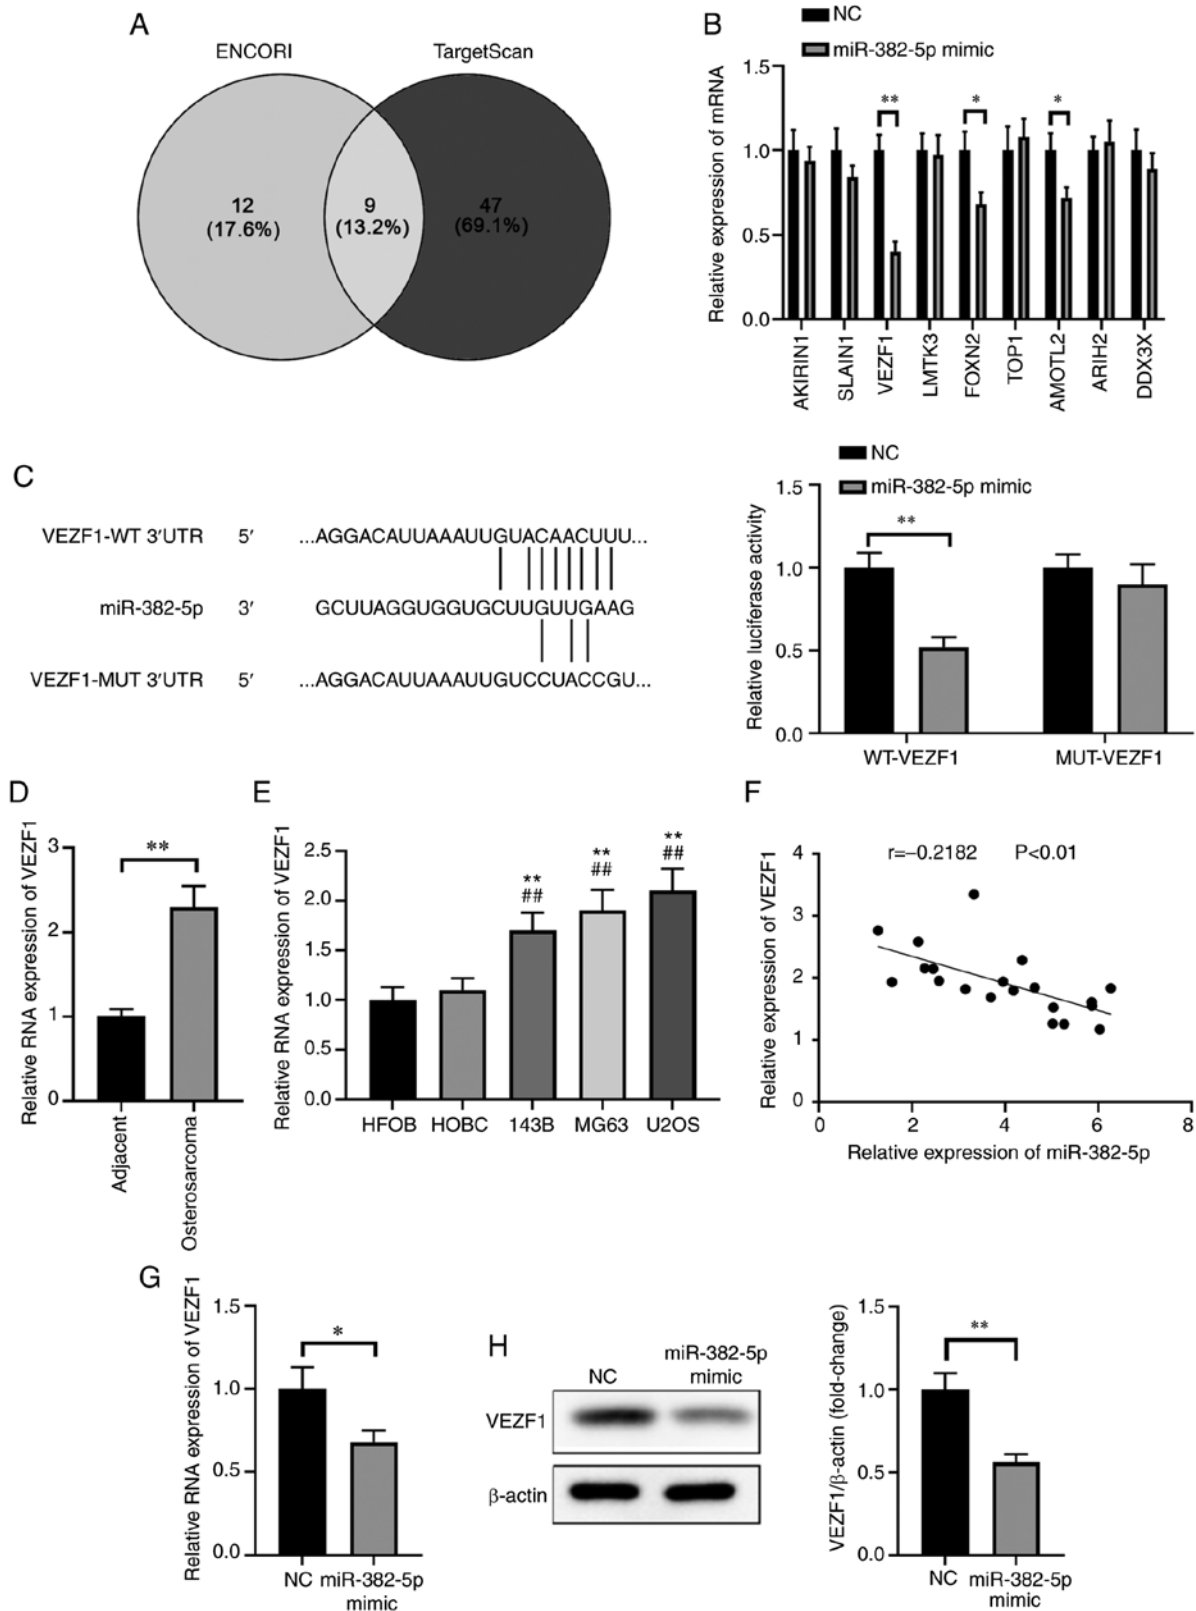 A
ENCORI
TargetScan
12
(17.6%)
9
(13.2%)
47
(69.1%)
B
NC
miR-382-5p mimic
Relative expression of mRNA
1.5
1.0
0.5
0.0
** * *
AKIRIN1
SLAIN1
VEZF1
LMTK3
FOXN2
TOP1
AMOTL2
ARIH2
DDX3X
C
VEZF1-WT 3′UTR 5′ ...AGGACAUUAAAUUGUACAACUUU...
miR-382-5p 3′ GCUUAGGUGGUGCUUGUUGAAG
VEZF1-MUT 3′UTR 5′ ...AGGACAUUAAAUUGUCCUACCGU...
NC
miR-382-5p mimic
Relative luciferase activity
1.5
1.0
0.5
0.0
**
WT-VEZF1 MUT-VEZF1
D
Relative RNA expression of VEZF1
3
2
1
0
**
Adjacent
Osterosarcoma
E
Relative RNA expression of VEZF1
2.5
2.0
1.5
1.0
0.5
0.0
**
##
**
##
**
##
HFOB HOBC 143B MG63 U2OS
F
Relative expression of VEZF1
4
3
2
1
0
r=−0.2182 P<0.01
0 2 4 6 8
Relative expression of miR-382-5p
G
Relative RNA expression of VEZF1
1.5
1.0
0.5
0.0
*
NC miR-382-5p
mimic
H
NC miR-382-5p
mimic
VEZF1
β-actin
VEZF1/β-actin (fold-change)
1.5
1.0
0.5
0.0
**
NC miR-382-5p
mimic